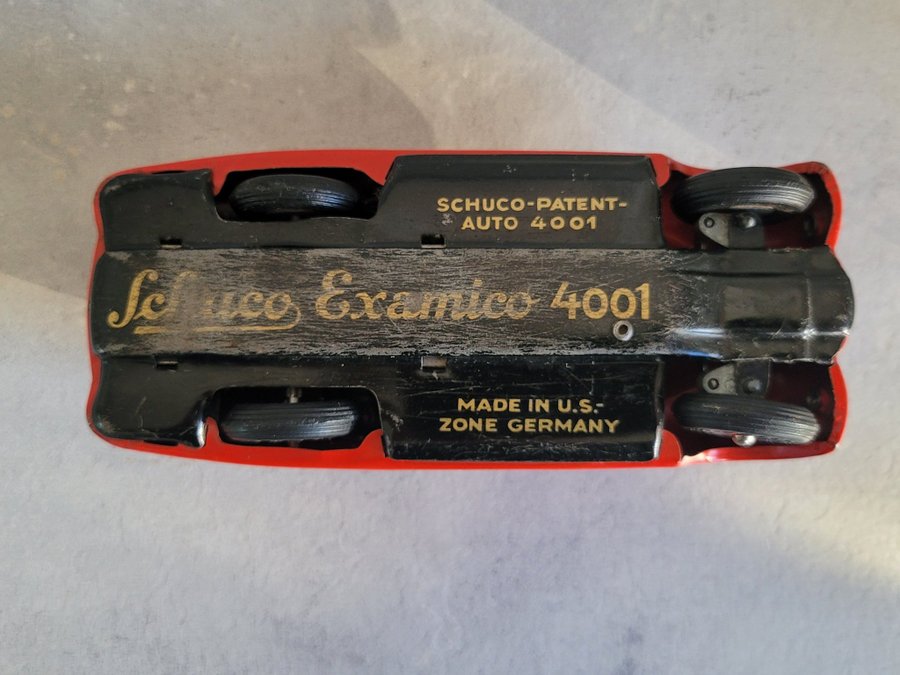 SCHUCO-PATENT-
AUTO 4001
Schuco Examico 4001
MADE IN U.S.-
ZONE GERMANY